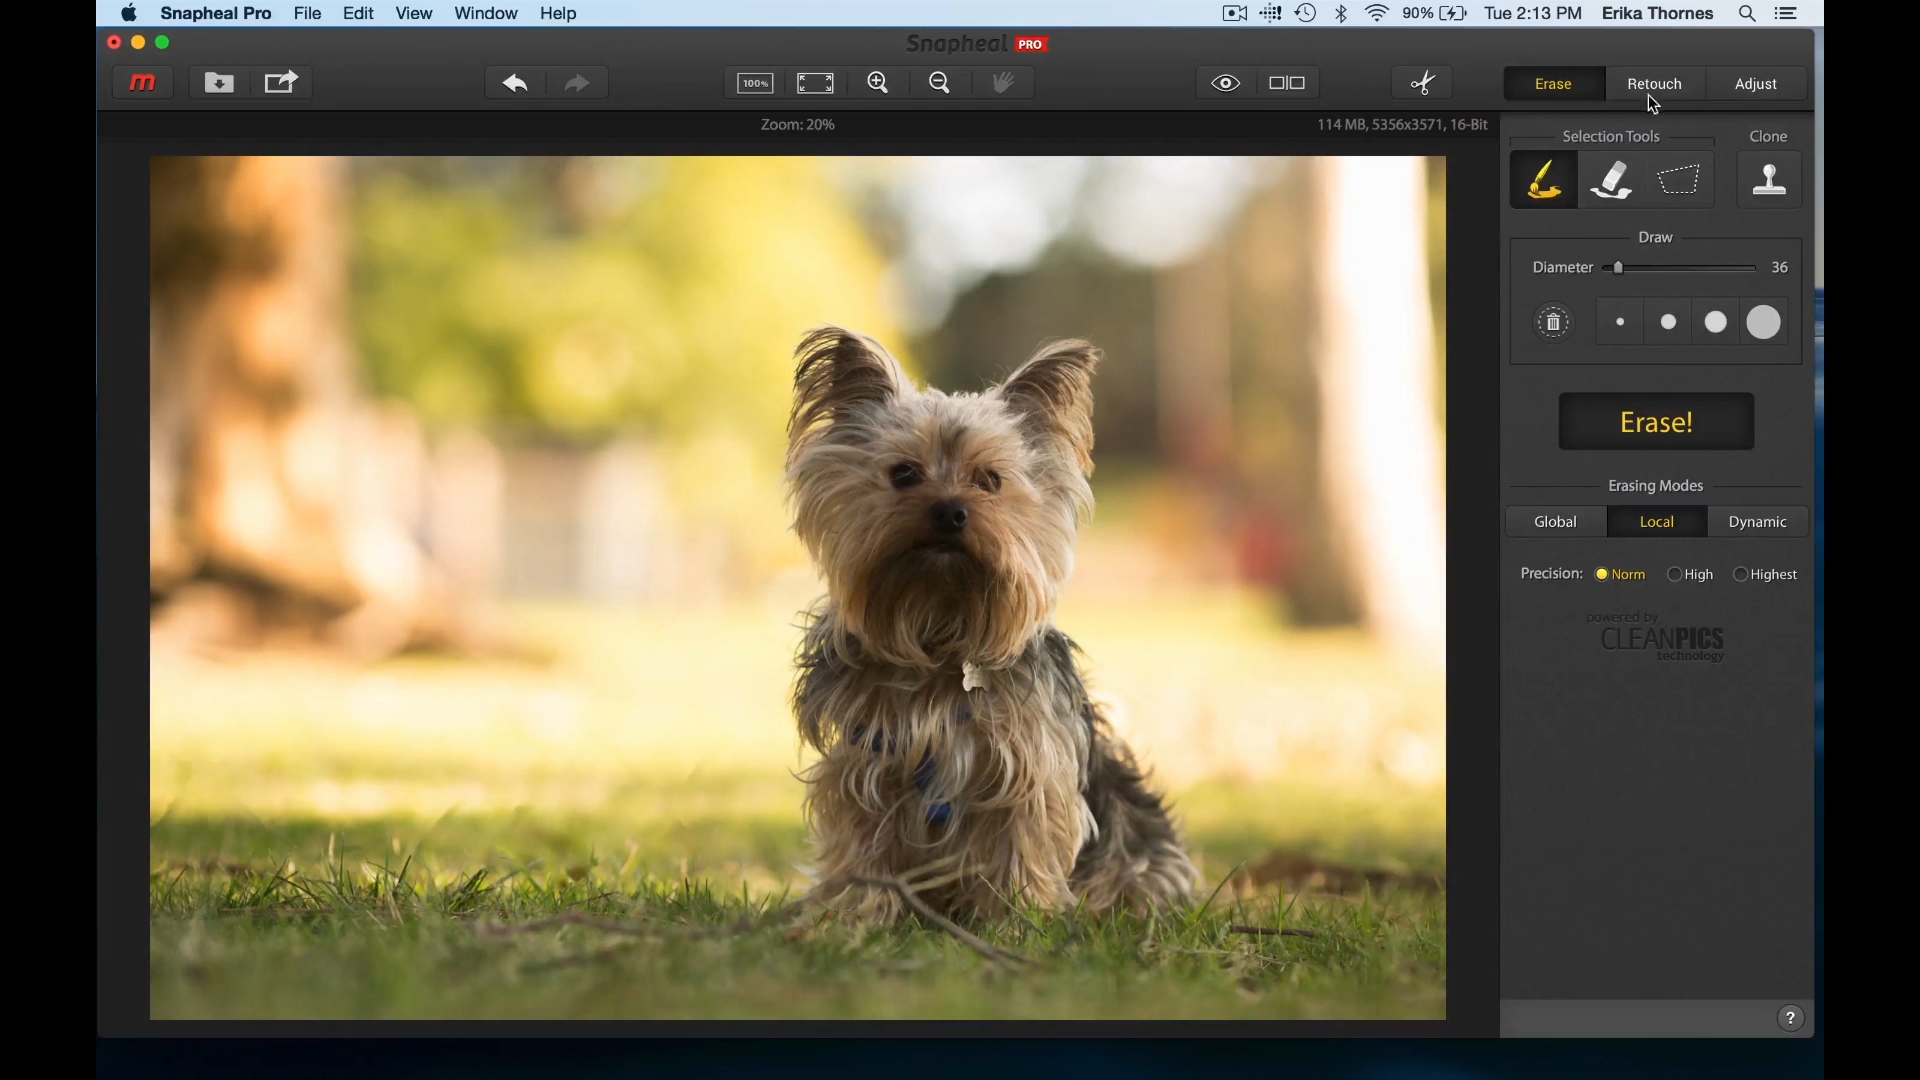 Snapheal Pro File Edit View Window Help 90% Tue 2:13 PM Erika Thornes
Snapheal PRO
m 100% Erase Retouch Adjust
Zoom: 20% 114 MB, 5356x3571, 16-Bit
Selection Tools Clone
Draw
Diameter 36
Erase!
Erasing Modes
Global Local Dynamic
Precision: Norm High Highest
powered by
CLEANPICS
technology
?